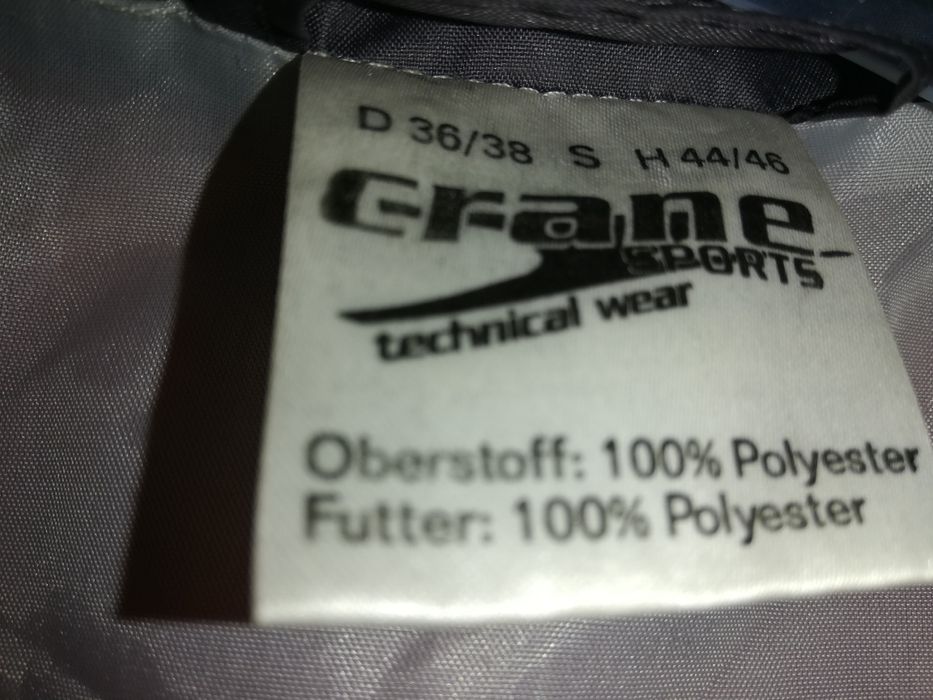 D 36/38 S H 44/46
Crane
SPORTS
technical wear
Oberstoff: 100% Polyester
Futter: 100% Polyester